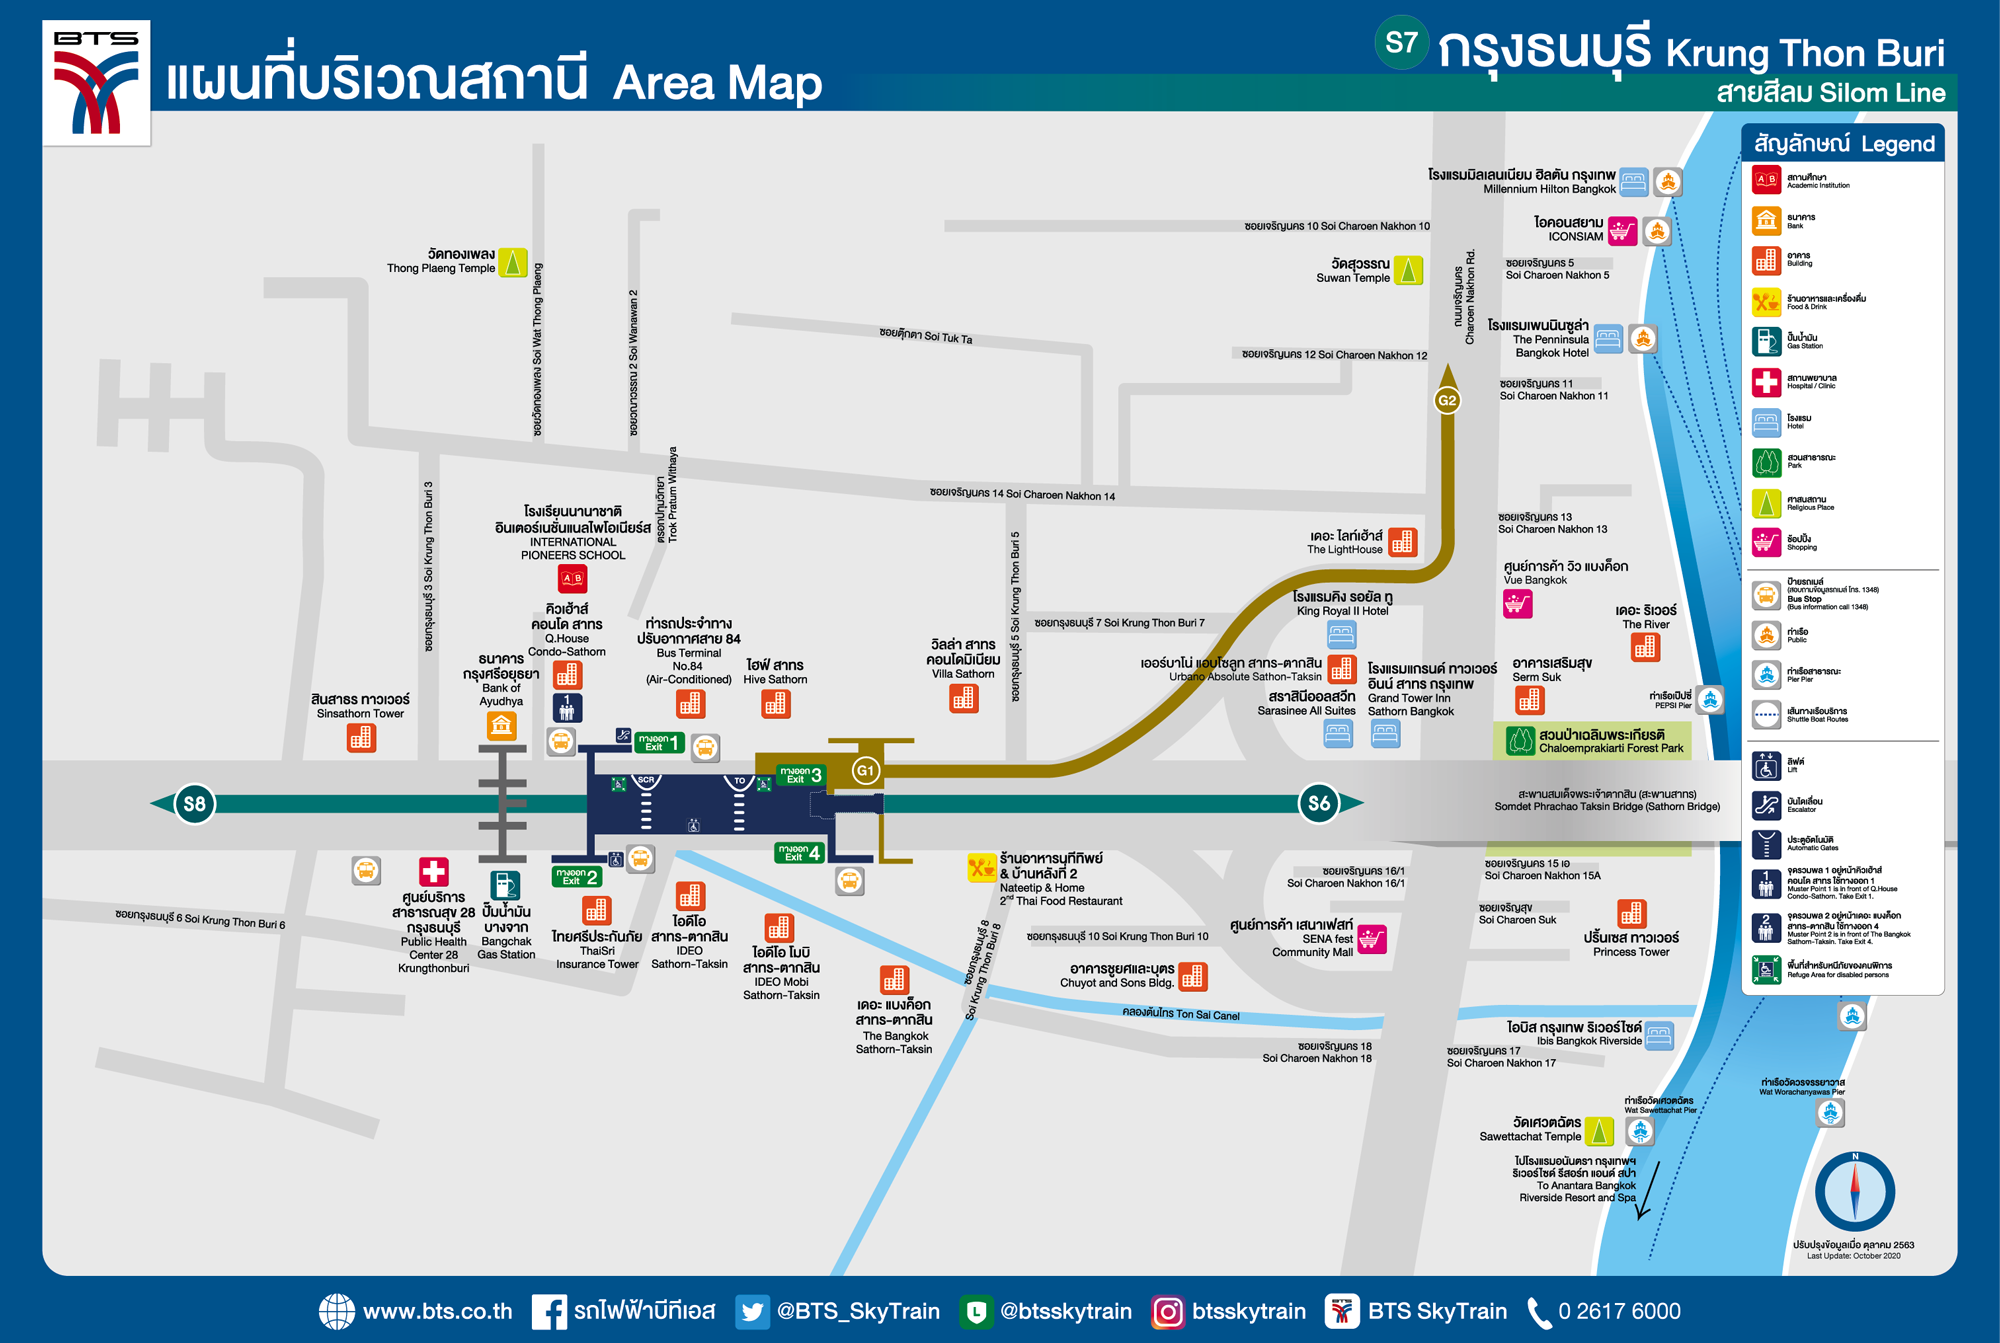 BTS
แผนที่บริเวณสถานี Area Map
S7 กรุงธนบุรี Krung Thon Buri
สายสีลม Silom Line
วัดทองเพลง
Thong Plaeng Temple
ซอยวัดทองเพลง Soi Wat Thong Plaeng
ซอยวนาวรรณ 2 Soi Wanawan 2
ตรอกปทุมวิทยา
Trok Pratum Withaya
ซอยตุ๊กตา Soi Tuk Ta
ซอยเจริญนคร 10 Soi Charoen Nakhon 10
วัดสุวรรณ
Suwan Temple
ซอยเจริญนคร 12 Soi Charoen Nakhon 12
ถนนเจริญนคร
Charoen Nakhon Rd.
โรงแรมมิลเลนเนียม ฮิลตัน กรุงเทพ
Millennium Hilton Bangkok
ไอคอนสยาม
ICONSIAM
ซอยเจริญนคร 5
Soi Charoen Nakhon 5
โรงแรมเพนนินซูล่า
The Penninsula
Bangkok Hotel
ซอยเจริญนคร 11
Soi Charoen Nakhon 11
G2
ซอยเจริญนคร 14 Soi Charoen Nakhon 14
ซอยเจริญนคร 13
Soi Charoen Nakhon 13
ซอยกรุงธนบุรี 3 Soi Krung Thon Buri 3
โรงเรียนนานาชาติ
อินเตอร์เนชั่นแนลไพโอเนียร์ส
INTERNATIONAL
PIONEERS SCHOOL
A B
คิวเฮ้าส์
คอนโด สาทร
Q.House
Condo-Sathorn
1
ธนาคาร
กรุงศรีอยุธยา
Bank of
Ayudhya
สินสาธร ทาวเวอร์
Sinsathorn Tower
ท่ารถประจำทาง
ปรับอากาศสาย 84
Bus Terminal
No.84
(Air-Conditioned)
ไฮฟ์ สาทร
Hive Sathorn
วิลล่า สาทร
คอนโดมิเนียม
Villa Sathorn
ซอยกรุงธนบุรี 5 Soi Krung Thon Buri 5
ซอยกรุงธนบุรี 7 Soi Krung Thon Buri 7
เดอะ ไลท์เฮ้าส์
The LightHouse
โรงแรมคิง รอยัล ทู
King Royal II Hotel
เออร์บาโน่ แอบโซลูท สาทร-ตากสิน
Urbano Absolute Sathon-Taksin
สราสินีออลสวีท
Sarasinee All Suites
โรงแรมแกรนด์ ทาวเวอร์
อินน์ สาทร กรุงเทพ
Grand Tower Inn
Sathorn Bangkok
ศูนย์การค้า วิว แบงค็อก
Vue Bangkok
เดอะ ริเวอร์
The River
อาคารเสริมสุข
Serm Suk
ท่าเรือเป๊ปซี่
PEPSI Pier
สวนป่าเฉลิมพระเกียรติ
Chaloemprakiarti Forest Park
ทางออก
Exit 1
ทางออก
Exit 3
G1
SCR
TO
S8
S6
สะพานสมเด็จพระเจ้าตากสิน (สะพานสาทร)
Somdet Phrachao Taksin Bridge (Sathorn Bridge)
ทางออก
Exit 2
ทางออก
Exit 4
ซอยกรุงธนบุรี 6 Soi Krung Thon Buri 6
ศูนย์บริการ
สาธารณสุข 28
กรุงธนบุรี
Public Health
Center 28
Krungthonburi
ปั๊มน้ำมัน
บางจาก
Bangchak
Gas Station
ไทยศรีประกันภัย
ThaiSri
Insurance Tower
ไอดีโอ
สาทร-ตากสิน
IDEO
Sathorn-Taksin
ไอดีโอ โมบิ
สาทร-ตากสิน
IDEO Mobi
Sathorn-Taksin
เดอะ แบงค็อก
สาทร-ตากสิน
The Bangkok
Sathorn-Taksin
ร้านอาหารนทีทิพย์
& บ้านหลังที่ 2
Nateetip & Home
2nd Thai Food Restaurant
ซอยกรุงธนบุรี 8
Soi Krung Thon Buri 8
ซอยกรุงธนบุรี 10 Soi Krung Thon Buri 10
อาคารชูยศและบุตร
Chuyot and Sons Bldg.
คลองต้นไทร Ton Sai Canel
ซอยเจริญนคร 16/1
Soi Charoen Nakhon 16/1
ศูนย์การค้า เสนาเฟสท์
SENA fest
Community Mall
ซอยเจริญนคร 18
Soi Charoen Nakhon 18
ซอยเจริญนคร 15 เอ
Soi Charoen Nakhon 15A
ซอยเจริญสุข
Soi Charoen Suk
ปริ้นเซส ทาวเวอร์
Princess Tower
ไอบิส กรุงเทพ ริเวอร์ไซด์
Ibis Bangkok Riverside
ซอยเจริญนคร 17
Soi Charoen Nakhon 17
ท่าเรือวัดเศวตฉัตร
Wat Sawettachat Pier
วัดเศวตฉัตร
Sawettachat Temple
ไปโรงแรมอนันตรา กรุงเทพฯ
ริเวอร์ไซด์ รีสอร์ท แอนด์ สปา
To Anantara Bangkok
Riverside Resort and Spa
ท่าเรือวัดวรจรรยาวาส
Wat Worachanyawas Pier
สัญลักษณ์ Legend
A B
สถานศึกษา
Academic Institution
ธนาคาร
Bank
อาคาร
Building
ร้านอาหารและเครื่องดื่ม
Food & Drink
ปั๊มน้ำมัน
Gas Station
สถานพยาบาล
Hospital / Clinic
โรงแรม
Hotel
สวนสาธารณะ
Park
ศาสนสถาน
Religious Place
ช้อปปิ้ง
Shopping
ป้ายรถเมล์
(สอบถามข้อมูลรถเมล์ โทร. 1348)
Bus Stop
(Bus information call 1348)
ท่าเรือ
Public
ท่าเรือสาธารณะ
Pier Pier
เส้นทางเรือบริการ
Shuttle Boat Routes
ลิฟต์
Lift
บันไดเลื่อน
Escalator
ประตูอัตโนมัติ
Automatic Gates
1
จุดรวมพล 1 อยู่หน้าคิวเฮ้าส์
คอนโด สาทร ใช้ทางออก 1
Muster Point 1 is in front of Q.House
Condo-Sathorn. Take Exit 1.
2
จุดรวมพล 2 อยู่หน้าเดอะ แบงค็อก
สาทร-ตากสิน ใช้ทางออก 4
Muster Point 2 is in front of The Bangkok
Sathorn-Taksin. Take Exit 4.
พื้นที่สำหรับหนีภัยของคนพิการ
Refuge Area for disabled persons
N
ปรับปรุงข้อมูลเมื่อ ตุลาคม 2563
Last Update: October 2020
www.bts.co.th
รถไฟฟ้าบีทีเอส
@BTS_SkyTrain
@btsskytrain
btsskytrain
BTS SkyTrain
0 2617 6000